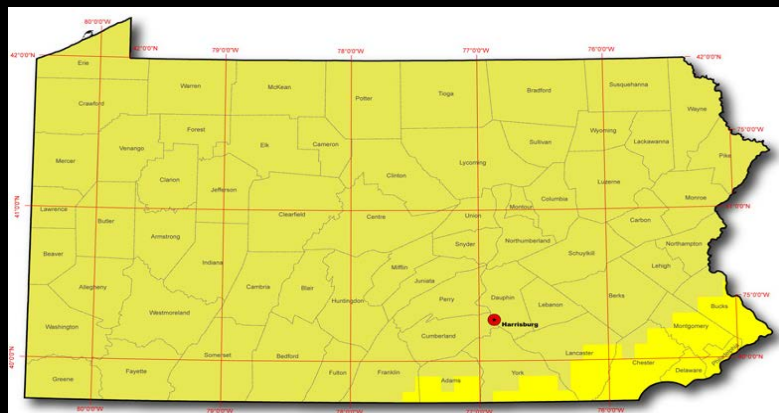 80°0'0"W
42°0'0"N
79°0'0"W
78°0'0"W
77°0'0"W
76°0'0"W
42°0'0"N
Erie
Warren
McKean
Potter
Tioga
Bradford
Susquehanna
Crawford
Wayne
Forest
Wyoming
Lackawanna
75°0'0"W
Venango
Elk
Cameron
Sullivan
Pike
Mercer
Clarion
Jefferson
Clinton
Lycoming
Luzerne
Columbia
Montour
Monroe
41°0'0"N
Lawrence
Butler
Clearfield
Centre
Union
Carbon
Armstrong
Snyder
Northumberland
Northampton
Beaver
Indiana
Mifflin
Schuylkill
Lehigh
Allegheny
Cambria
Blair
Huntingdon
Juniata
Perry
Dauphin
Lebanon
Berks
75°0'0"W
Bucks
Westmoreland
Harrisburg
Montgomery
Washington
Cumberland
40°0'0"N
Somerset
Bedford
Lancaster
Chester
Greene
Fayette
Fulton
Franklin
Adams
York
Delaware
80°0'0"W
79°0'0"W
78°0'0"W
77°0'0"W
76°0'0"W